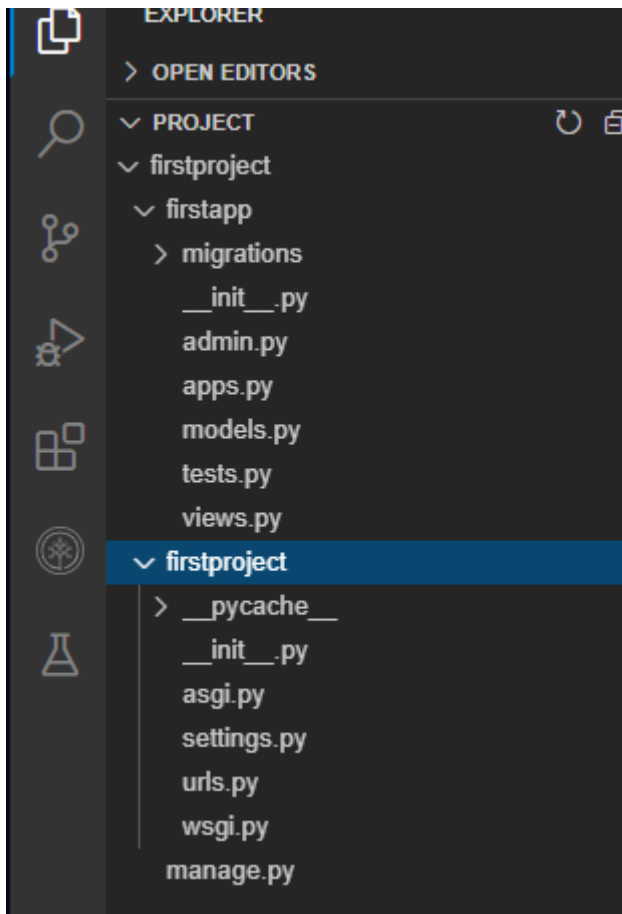 EXPLORER
OPEN EDITORS
PROJECT
firstproject
firstapp
migrations
__init__.py
admin.py
apps.py
models.py
tests.py
views.py
firstproject
__pycache__
__init__.py
asgi.py
settings.py
urls.py
wsgi.py
manage.py